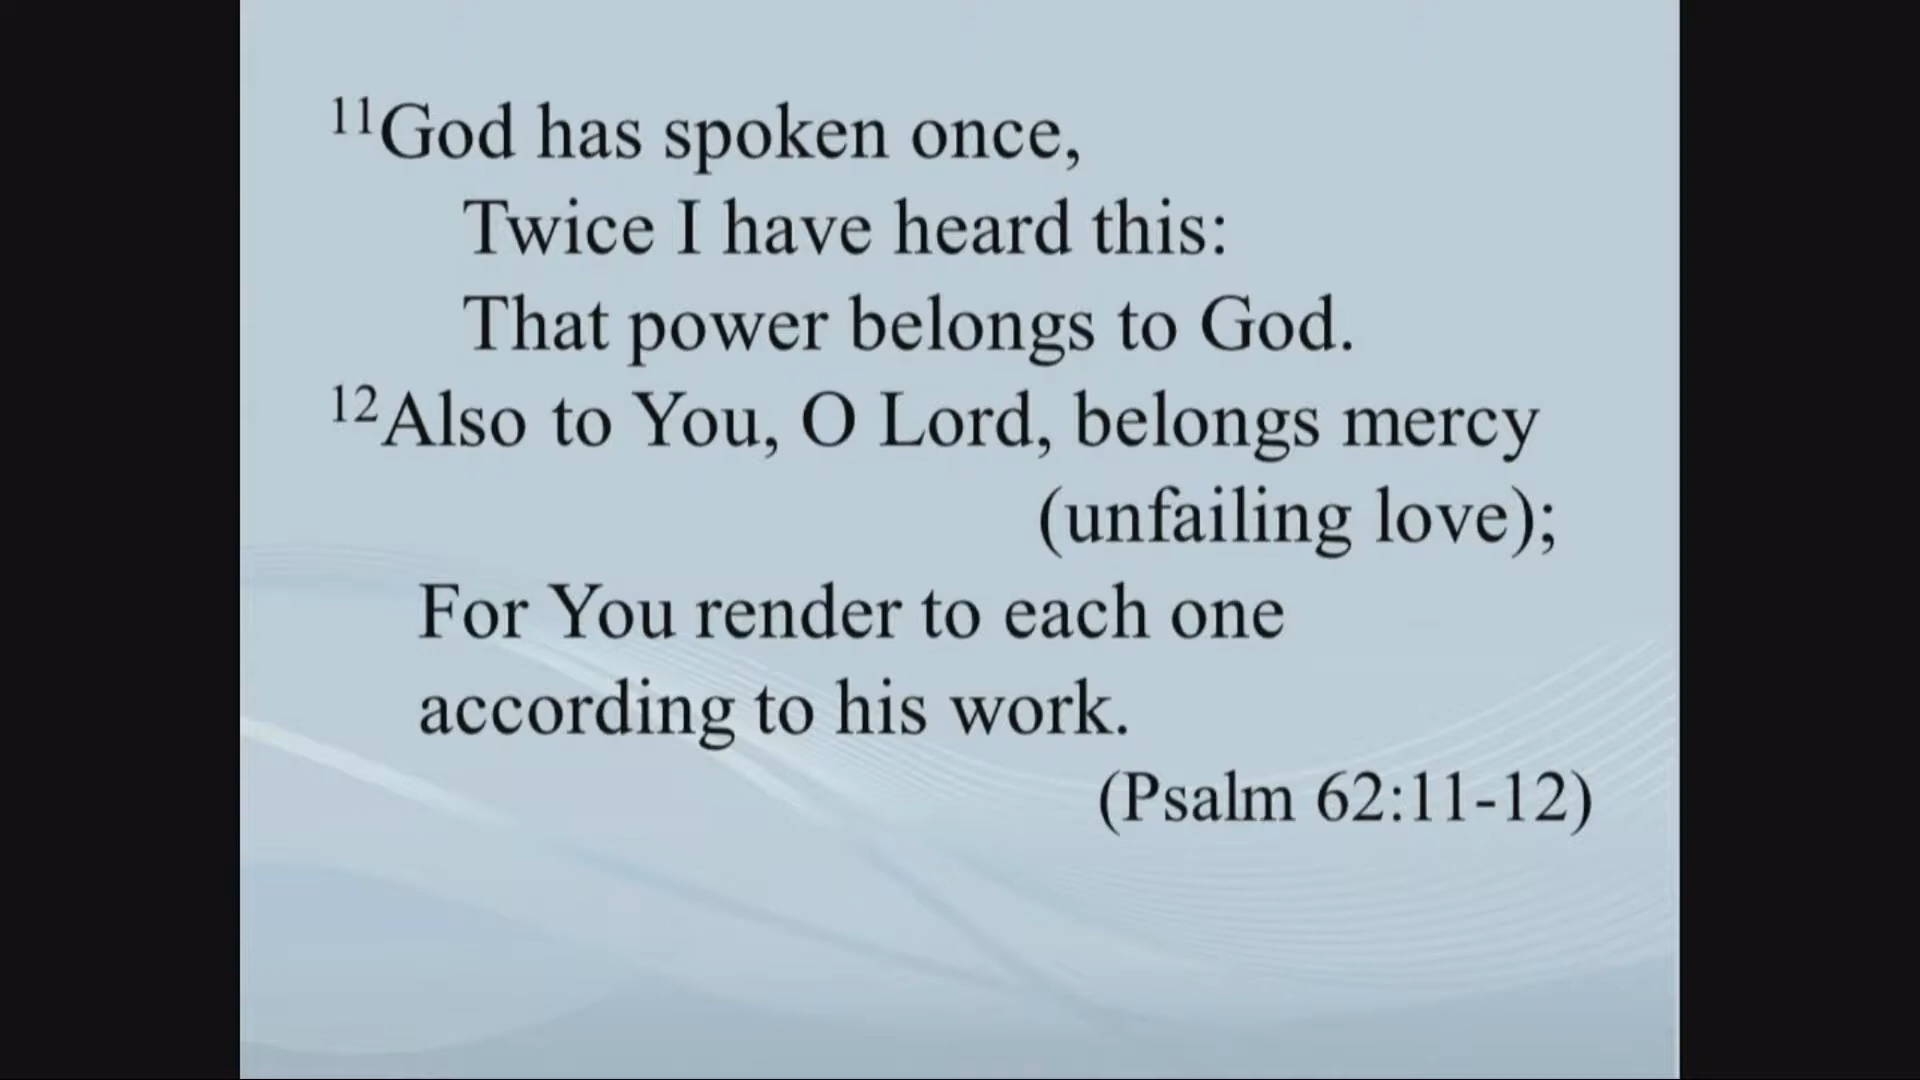 11God has spoken once,
Twice I have heard this:
That power belongs to God.
12Also to You, O Lord, belongs mercy
(unfailing love);
For You render to each one
according to his work.
(Psalm 62:11-12)